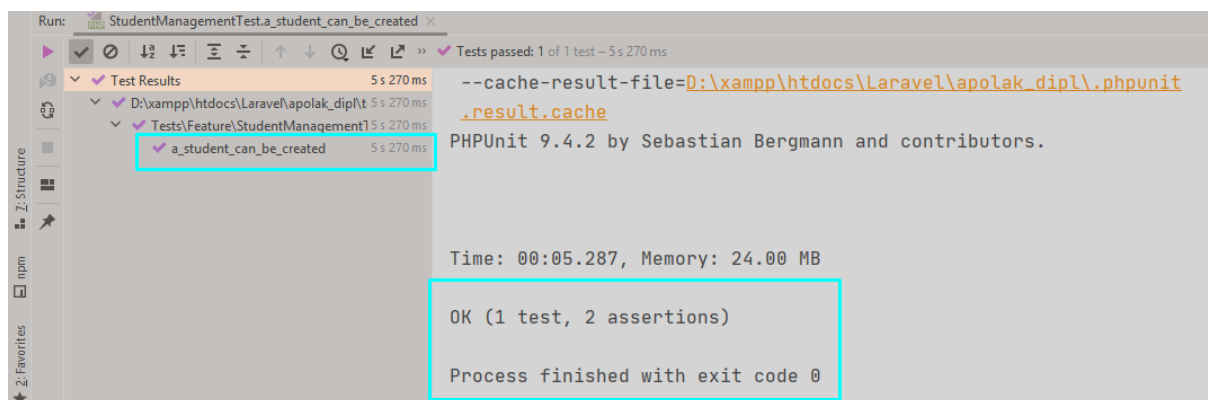 Run: StudentManagementTest.a_student_can_be_created ×
» Tests passed: 1 of 1 test – 5 s 270 ms
Test Results 5 s 270 ms
D:\xampp\htdocs\Laravel\apolak_dipl\t 5 s 270 ms
Tests\Feature\StudentManagementT 5 s 270 ms
a_student_can_be_created 5 s 270 ms
--cache-result-file=D:\xampp\htdocs\Laravel\apolak_dipl\.phpunit
.result.cache
PHPUnit 9.4.2 by Sebastian Bergmann and contributors.
Time: 00:05.287, Memory: 24.00 MB
OK (1 test, 2 assertions)
Process finished with exit code 0
7: Structure
npm
2: Favorites